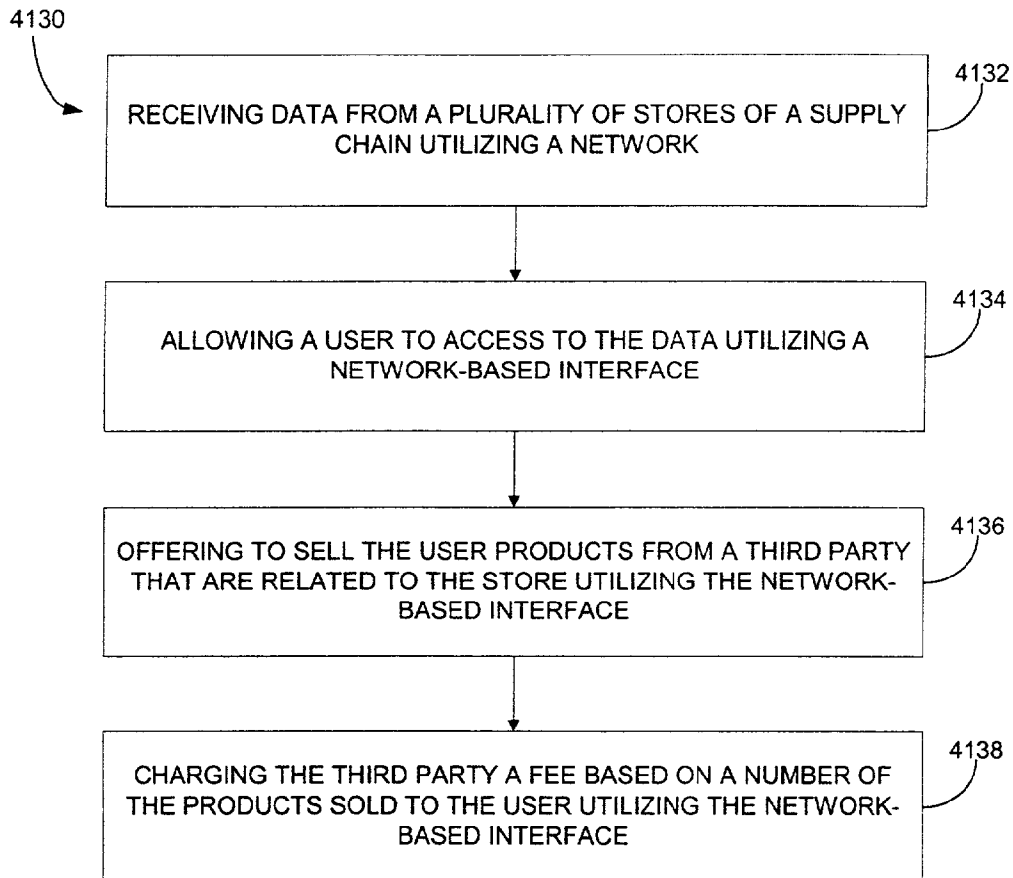 4130
4132
RECEIVING DATA FROM A PLURALITY OF STORES OF A SUPPLY
CHAIN UTILIZING A NETWORK
4134
ALLOWING A USER TO ACCESS TO THE DATA UTILIZING A
NETWORK-BASED INTERFACE
4136
OFFERING TO SELL THE USER PRODUCTS FROM A THIRD PARTY
THAT ARE RELATED TO THE STORE UTILIZING THE NETWORK-
BASED INTERFACE
4138
CHARGING THE THIRD PARTY A FEE BASED ON A NUMBER OF
THE PRODUCTS SOLD TO THE USER UTILIZING THE NETWORK-
BASED INTERFACE